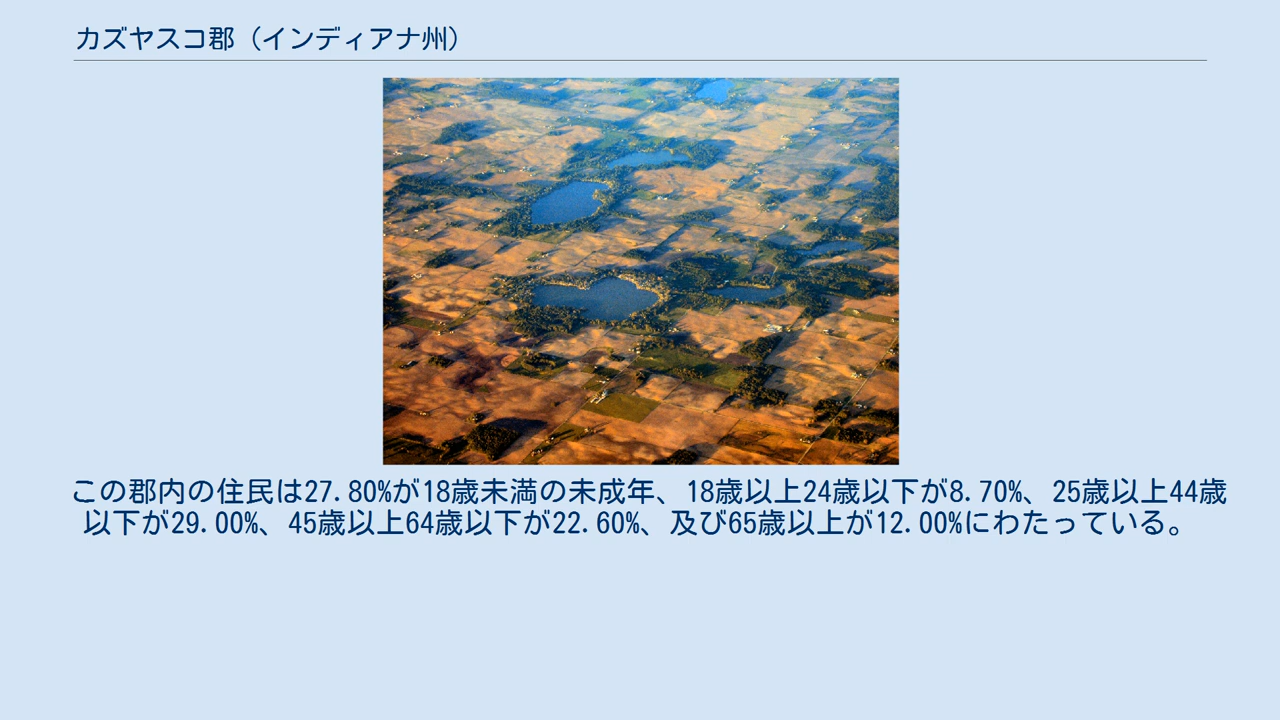 カズヤスコ郡（インディアナ州）
この郡内の住民は27.80%が18歳未満の未成年、18歳以上24歳以下が8.70%、25歳以上44歳
以下が29.00%、45歳以上64歳以下が22.60%、及び65歳以上が12.00%にわたっている。